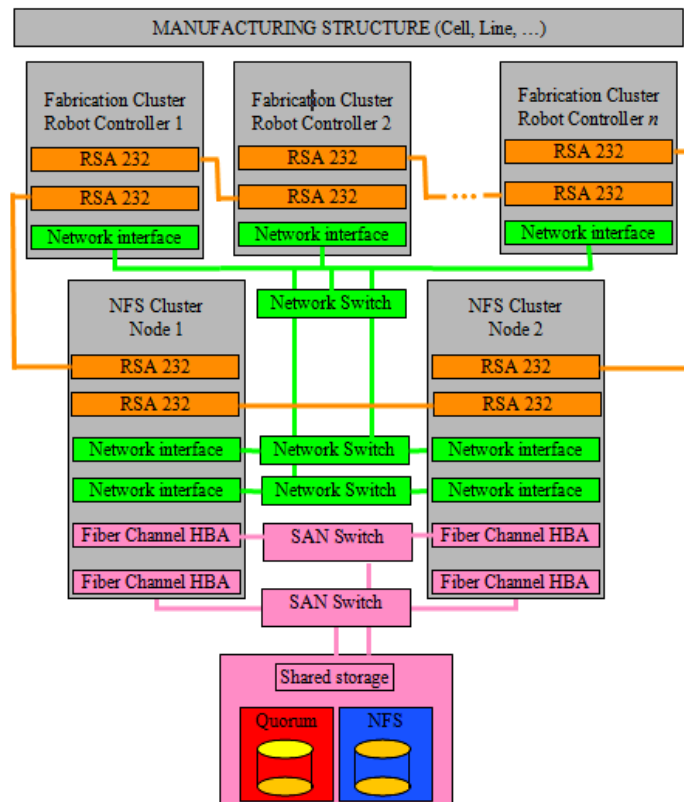 MANUFACTURING STRUCTURE (Cell, Line, …)
Fabrication Cluster
Robot Controller 1
RSA 232
RSA 232
Network interface
Fabrication Cluster
Robot Controller 2
RSA 232
RSA 232
Network interface
Fabrication Cluster
Robot Controller n
RSA 232
RSA 232
Network interface
Network Switch
NFS Cluster
Node 1
RSA 232
RSA 232
Network interface
Network interface
Fiber Channel HBA
Fiber Channel HBA
Network Switch
Network Switch
SAN Switch
SAN Switch
NFS Cluster
Node 2
RSA 232
RSA 232
Network interface
Network interface
Fiber Channel HBA
Fiber Channel HBA
Shared storage
Quorum
NFS